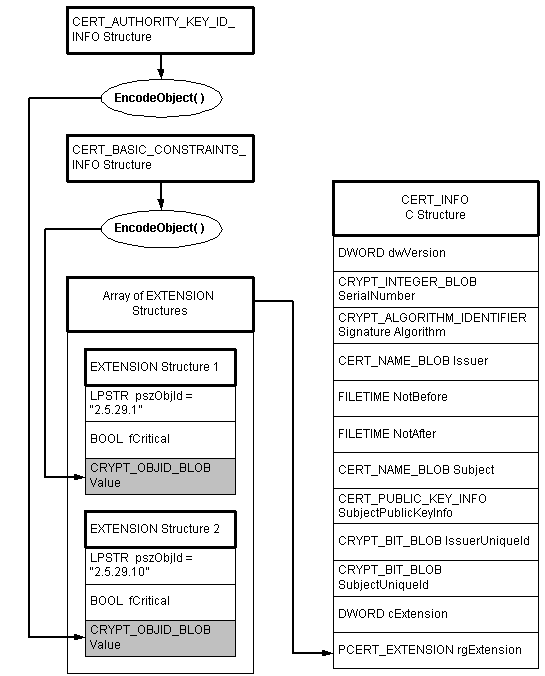 CERT_AUTHORITY_KEY_ID_
INFO Structure
EncodeObject( )
CERT_BASIC_CONSTRAINTS_
INFO Structure
EncodeObject( )
Array of EXTENSION
Structures
EXTENSION Structure 1
LPSTR pszObjId =
"2.5.29.1"
BOOL fCritical
CRYPT_OBJID_BLOB
Value
EXTENSION Structure 2
LPSTR pszObjId =
"2.5.29.10"
BOOL fCritical
CRYPT_OBJID_BLOB
Value
CERT_INFO
C Structure
DWORD dwVersion
CRYPT_INTEGER_BLOB
SerialNumber
CRYPT_ALGORITHM_IDENTIFIER
Signature Algorithm
CERT_NAME_BLOB Issuer
FILETIME NotBefore
FILETIME NotAfter
CERT_NAME_BLOB Subject
CERT_PUBLIC_KEY_INFO
SubjectPublicKeyInfo
CRYPT_BIT_BLOB IssuerUniqueId
CRYPT_BIT_BLOB
SubjectUniqueId
DWORD cExtension
PCERT_EXTENSION rgExtension